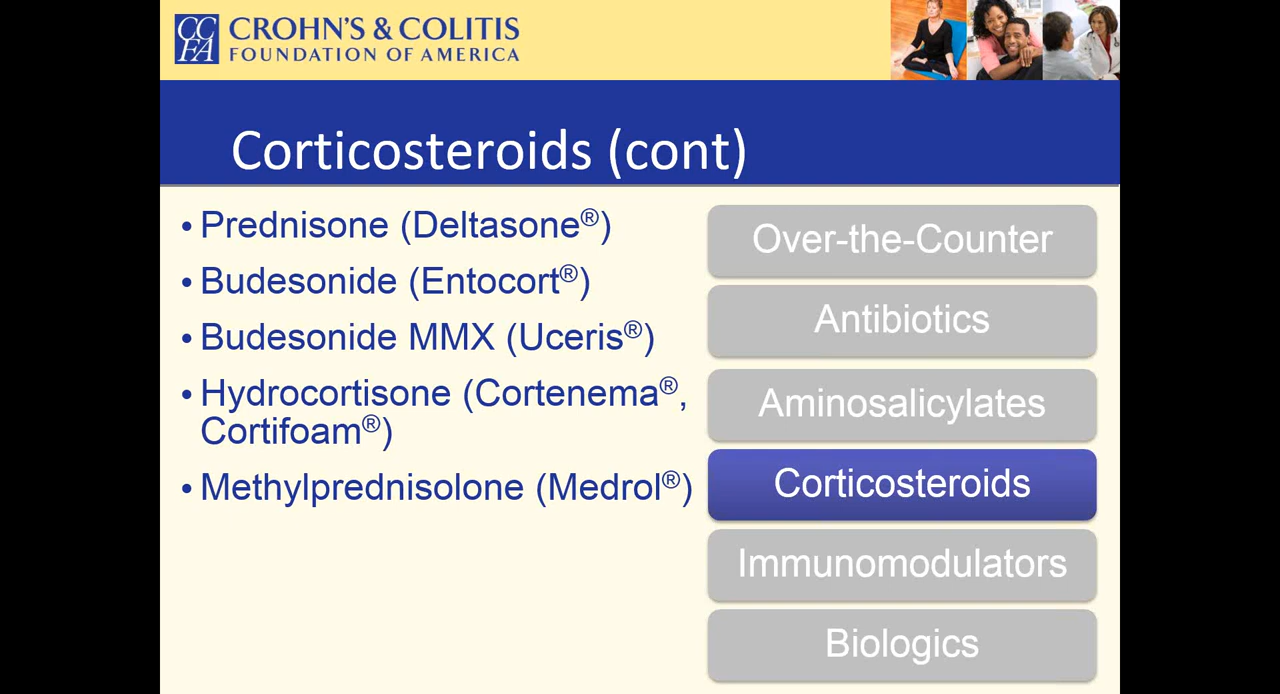 CCFA
CROHN'S & COLITIS
FOUNDATION OF AMERICA
Corticosteroids (cont)
• Prednisone (Deltasone®)
• Budesonide (Entocort®)
• Budesonide MMX (Uceris®)
• Hydrocortisone (Cortenema®,
Cortifoam®)
• Methylprednisolone (Medrol®)
Over-the-Counter
Antibiotics
Aminosalicylates
Corticosteroids
Immunomodulators
Biologics